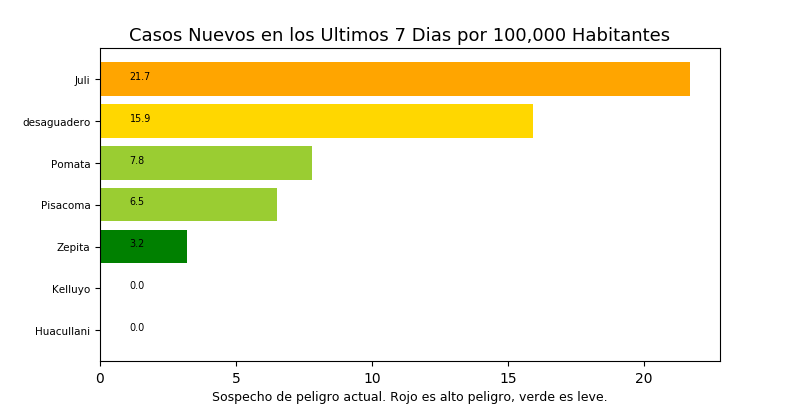 Casos Nuevos en los Ultimos 7 Dias por 100,000 Habitantes
Juli 21.7
desaguadero 15.9
Pomata 7.8
Pisacoma 6.5
Zepita 3.2
Kelluyo 0.0
Huacullani 0.0
0 5 10 15 20
Sospecho de peligro actual. Rojo es alto peligro, verde es leve.